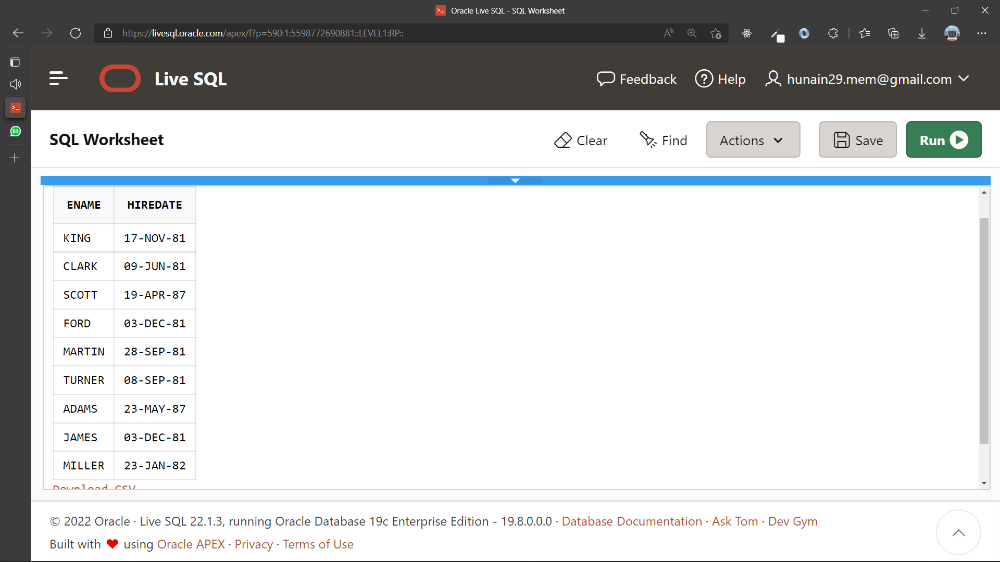 Oracle Live SQL - SQL Worksheet
https://livesql.oracle.com/apex/f?p=590:1:5598772690881::LEVEL1:RP::
84
Live SQL
Feedback
Help
hunain29.mem@gmail.com
SQL Worksheet
Clear
Find
Actions
Save
Run
ENAME HIREDATE
KING 17-NOV-81
CLARK 09-JUN-81
SCOTT 19-APR-87
FORD 03-DEC-81
MARTIN 28-SEP-81
TURNER 08-SEP-81
ADAMS 23-MAY-87
JAMES 03-DEC-81
MILLER 23-JAN-82
Download CSV
© 2022 Oracle · Live SQL 22.1.3, running Oracle Database 19c Enterprise Edition - 19.8.0.0.0 · Database Documentation · Ask Tom · Dev Gym
Built with ❤ using Oracle APEX · Privacy · Terms of Use